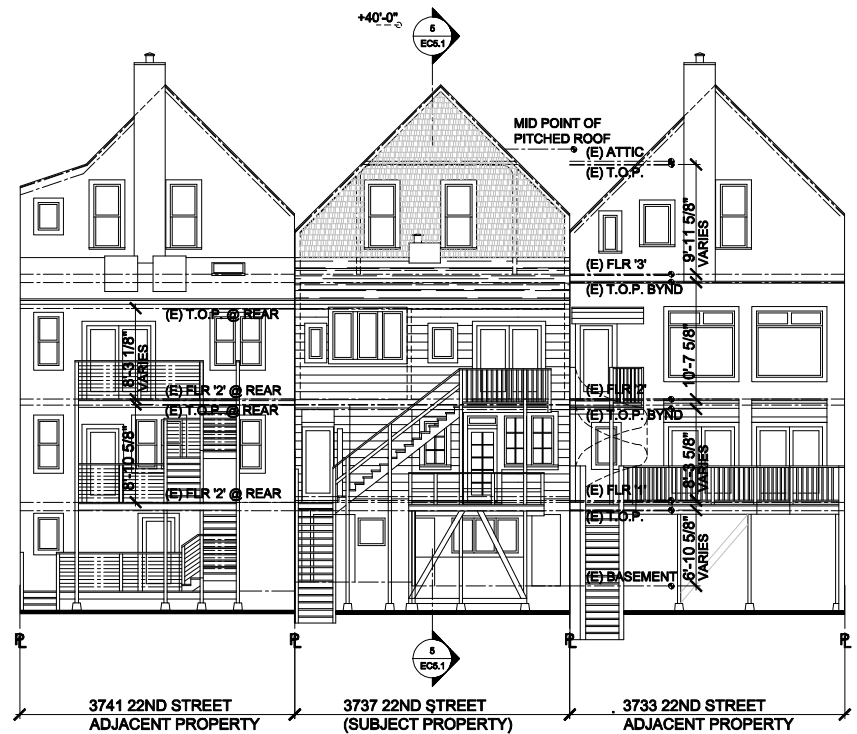 +40'-0"
5
EC5.1
MID POINT OF
PITCHED ROOF
(E) ATTIC
(E) T.O.P.
9'-11 5/8"
VARIES
(E) FLR '3'
(E) T.O.P. BYND
(E) T.O.P. @ REAR
8'-3 1/8"
VARIES
10'-7 5/8"
(E) FLR '2' @ REAR
(E) FLR '2'
(E) T.O.P. @ REAR
(E) T.O.P. BYND
8'-10 5/8"
8'-3 5/8"
VARIES
(E) FLR '2' @ REAR
(E) FLR '1'
(E) T.O.P.
6'-10 5/8"
VARIES
(E) BASEMENT
PL
PL
PL
PL
5
EC5.1
3741 22ND STREET
ADJACENT PROPERTY
3737 22ND STREET
(SUBJECT PROPERTY)
3733 22ND STREET
ADJACENT PROPERTY